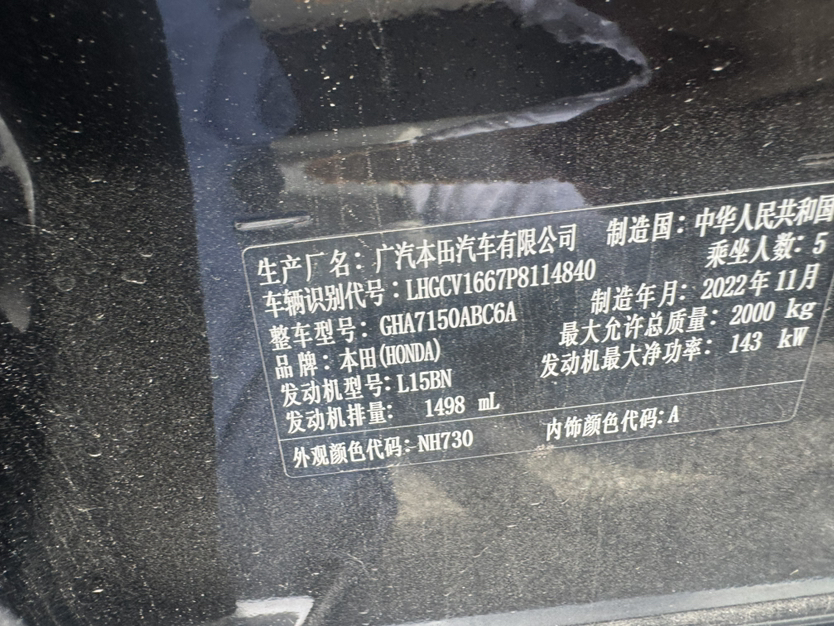 生产厂名：广汽本田汽车有限公司 制造国：中华人民共和国
车辆识别代号：LHGCV1667P8114840 乘坐人数：5
整车型号：GHA7150ABC6A 制造年月：2022年11月
品牌：本田(HONDA) 最大允许总质量：2000 kg
发动机型号：L15BN 发动机最大净功率：143 kW
发动机排量：1498 mL
外观颜色代码：NH730 内饰颜色代码：A